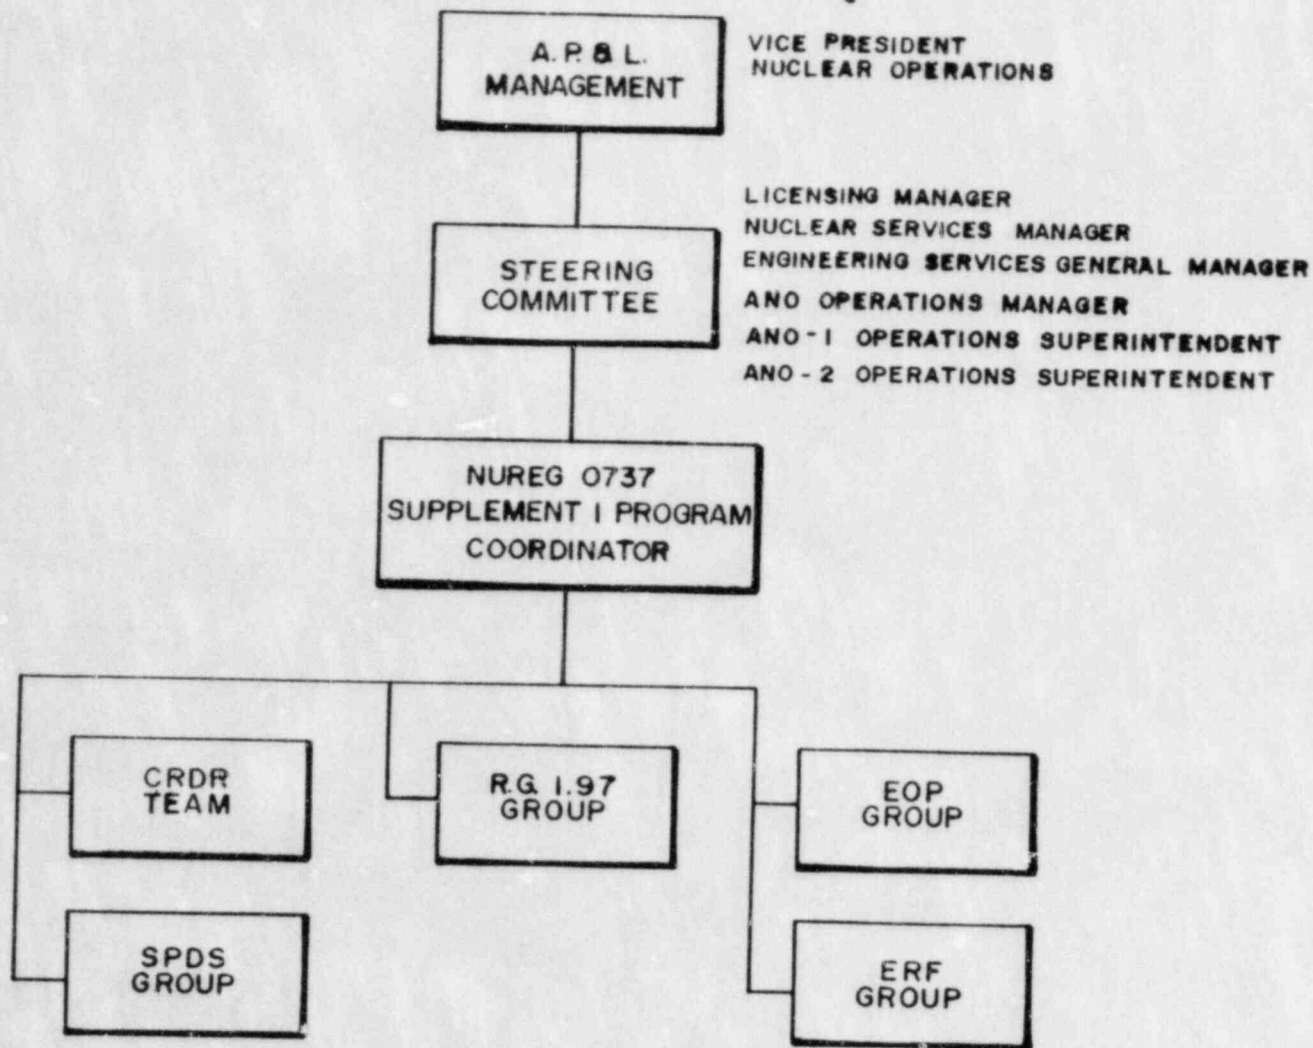 A. P. & L.
MANAGEMENT
VICE PRESIDENT
NUCLEAR OPERATIONS
STEERING
COMMITTEE
LICENSING MANAGER
NUCLEAR SERVICES MANAGER
ENGINEERING SERVICES GENERAL MANAGER
ANO OPERATIONS MANAGER
ANO-1 OPERATIONS SUPERINTENDENT
ANO-2 OPERATIONS SUPERINTENDENT
NUREG 0737
SUPPLEMENT 1 PROGRAM
COORDINATOR
CRDR
TEAM
R.G. 1.97
GROUP
EOP
GROUP
SPDS
GROUP
ERF
GROUP